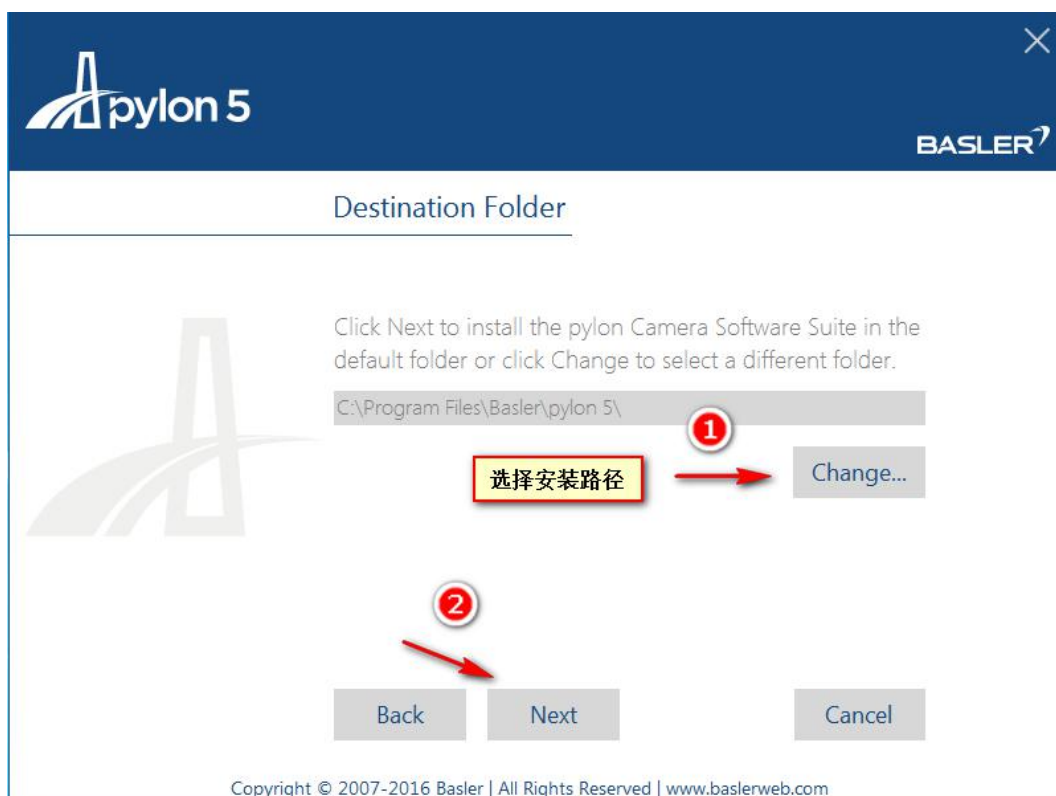 pylon 5
BASLER
Destination Folder
Click Next to install the pylon Camera Software Suite in the
default folder or click Change to select a different folder.
C:\Program Files\Basler\pylon 5\
1
选择安装路径
Change...
2
Back
Next
Cancel
Copyright © 2007-2016 Basler | All Rights Reserved | www.baslerweb.com